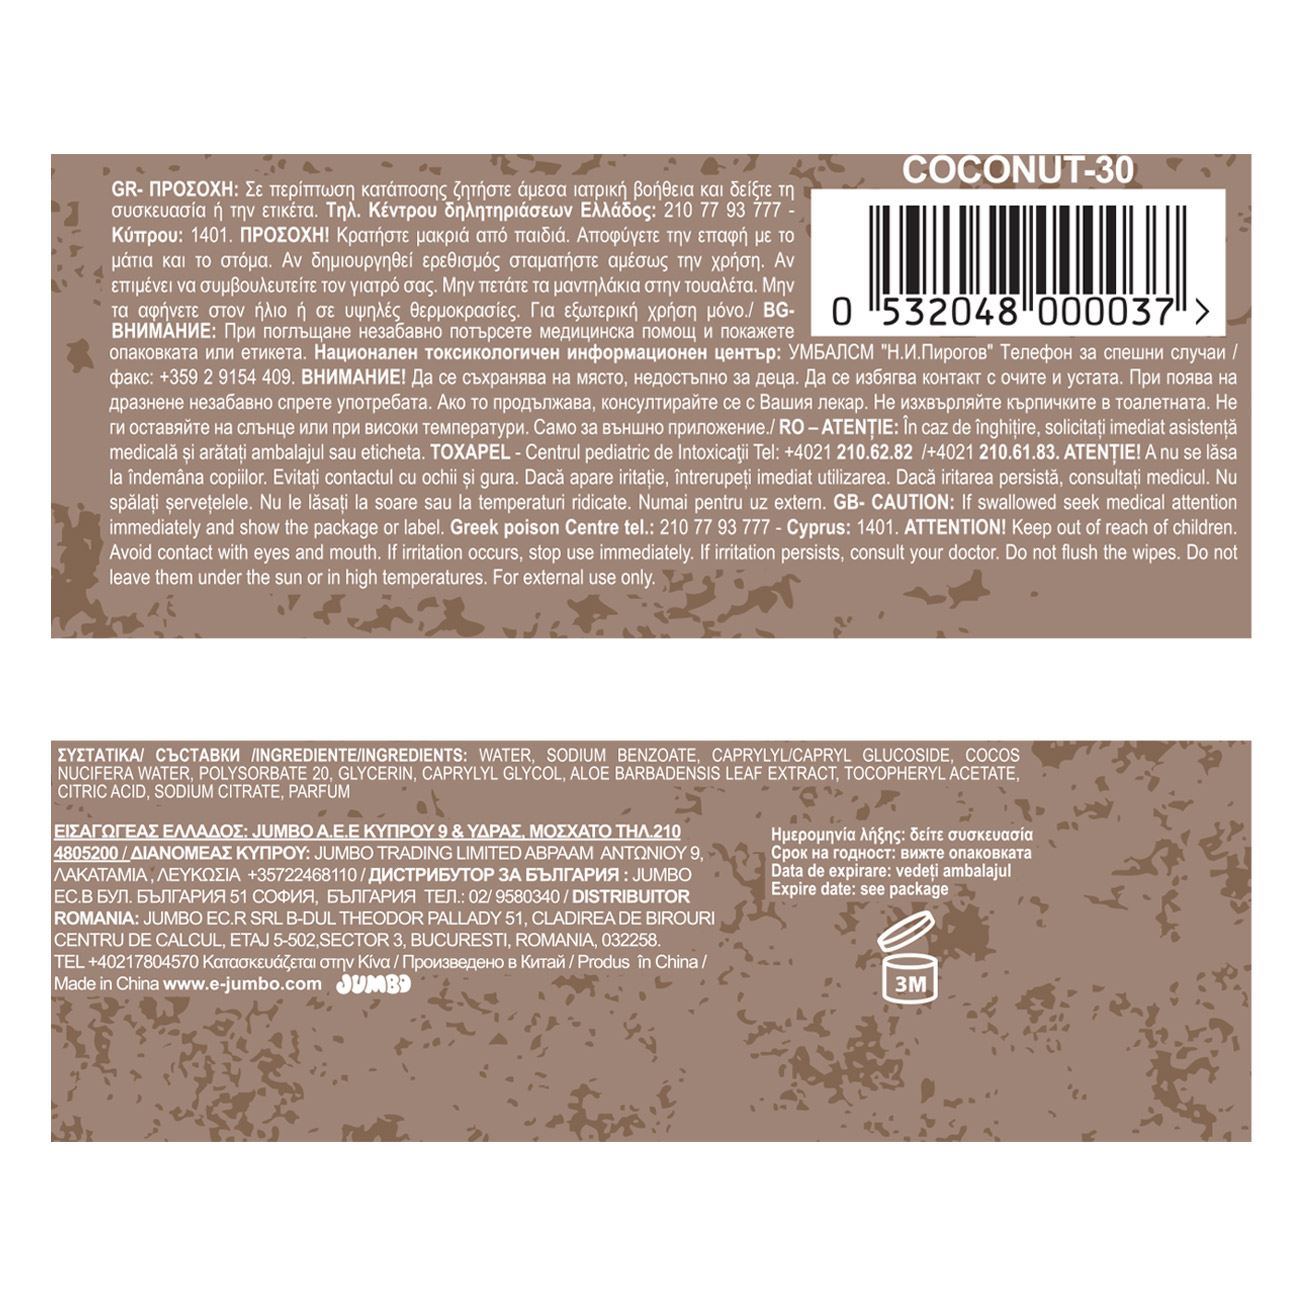 COCONUT-30
GR- ΠΡΟΣΟΧΗ: Σε περίπτωση κατάποσης ζητήστε άμεσα ιατρική βοήθεια και δείξτε τη
συσκευασία ή την ετικέτα. Τηλ. Κέντρου δηλητηριάσεων Ελλάδος: 210 77 93 777 -
Κύπρου: 1401. ΠΡΟΣΟΧΗ! Κρατήστε μακριά από παιδιά. Αποφύγετε την επαφή με το
μάτια και το στόμα. Αν δημιουργηθεί ερεθισμός σταματήστε αμέσως την χρήση. Αν
επιμένει να συμβουλευτείτε τον γιατρό σας. Μην πετάτε τα μαντηλάκια στην τουαλέτα. Μην
τα αφήνετε στον ήλιο ή σε υψηλές θερμοκρασίες. Για εξωτερική χρήση μόνο./ BG-
ВНИМАНИЕ: При поглъщане незабавно потърсете медицинска помощ и покажете
0 532048 000037 >
опаковката или етикета. Национален токсикологичен информационен център: УМБАЛСМ "Н.И.Пирогов" Телефон за спешни случаи /
факс: +359 2 9154 409. ВНИМАНИЕ! Да се съхранява на място, недостъпно за деца. Да се избягва контакт с очите и устата. При поява на
дразнене незабавно спрете употребата. Ако то продължава, консултирайте се с Вашия лекар. Не изхвърляйте кърпичките в тоалетната. Не
ги оставяйте на слънце или при високи температури. Само за външно приложение./ RO – ATENȚIE: În caz de înghițire, solicitați imediat asistență
medicală și arătați ambalajul sau eticheta. TOXAPEL - Centrul pediatric de Intoxicaţii Tel: +4021 210.62.82 /+4021 210.61.83. ATENȚIE! A nu se lăsa
la îndemâna copiilor. Evitați contactul cu ochii și gura. Dacă apare iritație, întrerupeți imediat utilizarea. Dacă iritarea persistă, consultați medicul. Nu
spălați șervețelele. Nu le lăsați la soare sau la temperaturi ridicate. Numai pentru uz extern. GB- CAUTION: If swallowed seek medical attention
immediately and show the package or label. Greek poison Centre tel.: 210 77 93 777 - Cyprus: 1401. ATTENTION! Keep out of reach of children.
Avoid contact with eyes and mouth. If irritation occurs, stop use immediately. If irritation persists, consult your doctor. Do not flush the wipes. Do not
leave them under the sun or in high temperatures. For external use only.
ΣΥΣΤΑΤΙΚΑ/ СЪСТАВКИ /INGREDIENTE/INGREDIENTS: WATER, SODIUM BENZOATE, CAPRYLYL/CAPRYL GLUCOSIDE, COCOS
NUCIFERA WATER, POLYSORBATE 20, GLYCERIN, CAPRYLYL GLYCOL, ALOE BARBADENSIS LEAF EXTRACT, TOCOPHERYL ACETATE,
CITRIC ACID, SODIUM CITRATE, PARFUM
ΕΙΣΑΓΩΓΕΑΣ ΕΛΛΑΔΟΣ: JUMBO A.E.E ΚΥΠΡΟΥ 9 & ΥΔΡΑΣ, ΜΟΣΧΑΤΟ ΤΗΛ.210
4805200 / ΔΙΑΝΟΜΕΑΣ ΚΥΠΡΟΥ: JUMBO TRADING LIMITED ΑΒΡΑΑΜ ΑΝΤΩΝΙΟΥ 9,
ΛΑΚΑΤΑΜΙΑ , ΛΕΥΚΩΣΙΑ +35722468110 / ДИСТРИБУТОР ЗА БЪЛГАРИЯ : JUMBO
EC.B БУЛ. БЪЛГАРИЯ 51 СОФИЯ, БЪЛГАРИЯ ТЕЛ.: 02/ 9580340 / DISTRIBUITOR
ROMANIA: JUMBO EC.R SRL B-DUL THEODOR PALLADY 51, CLADIREA DE BIROURI
CENTRU DE CALCUL, ETAJ 5-502,SECTOR 3, BUCURESTI, ROMANIA, 032258.
TEL +40217804570 Κατασκευάζεται στην Κίνα / Произведено в Китай / Produs în China /
Made in China www.e-jumbo.com JUMBO
Ημερομηνία λήξης: δείτε συσκευασία
Срок на годност: вижте опаковката
Data de expirare: vedeți ambalajul
Expire date: see package
3M